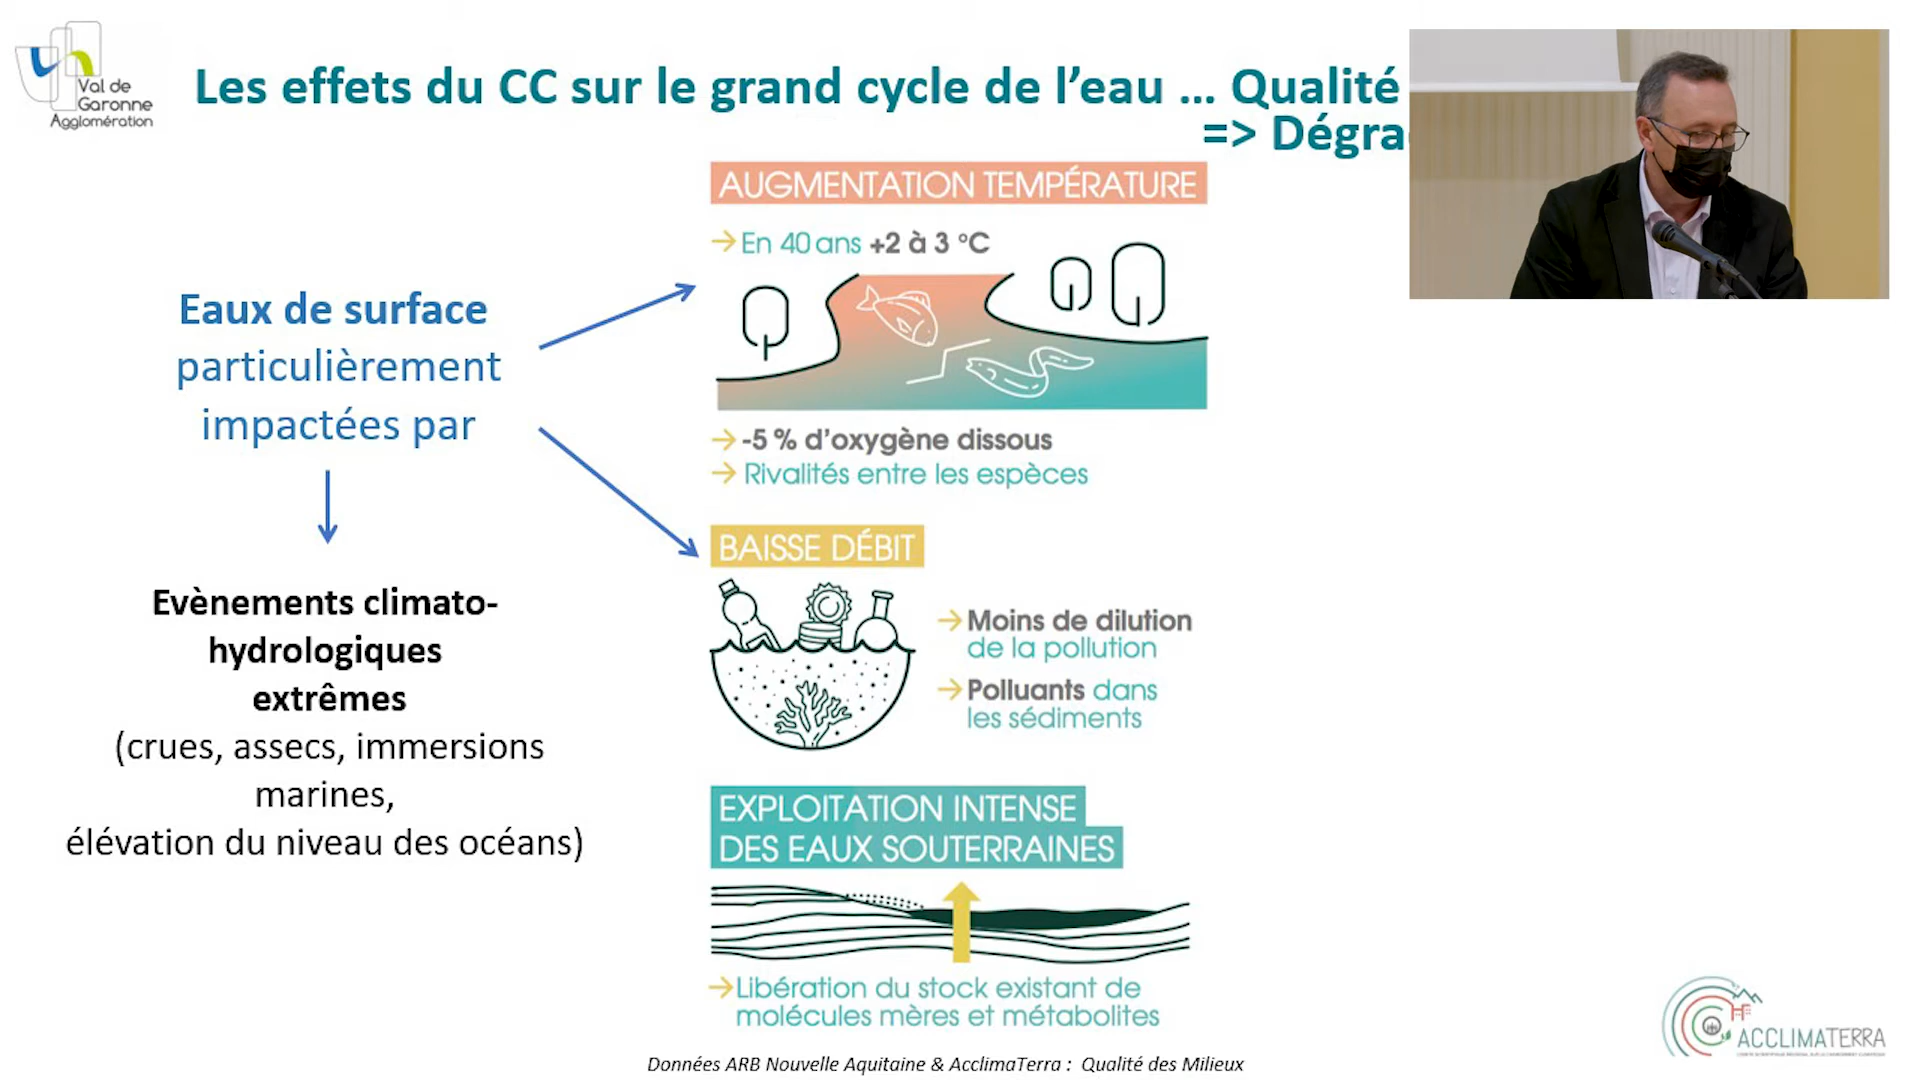 Val de
Garonne
Agglomération
Les effets du CC sur le grand cycle de l’eau ... Qualité
=> Dégra
AUGMENTATION TEMPÉRATURE
En 40 ans +2 à 3 °C
Eaux de surface
particulièrement
impactées par
-5 % d’oxygène dissous
Rivalités entre les espèces
BAISSE DÉBIT
Moins de dilution
de la pollution
Polluants dans
les sédiments
Evènements climato-
hydrologiques
extrêmes
(crues, assecs, immersions
marines,
élévation du niveau des océans)
EXPLOITATION INTENSE
DES EAUX SOUTERRAINES
Libération du stock existant de
molécules mères et métabolites
ACCLIMATERRA
Données ARB Nouvelle Aquitaine & AcclimaTerra : Qualité des Milieux